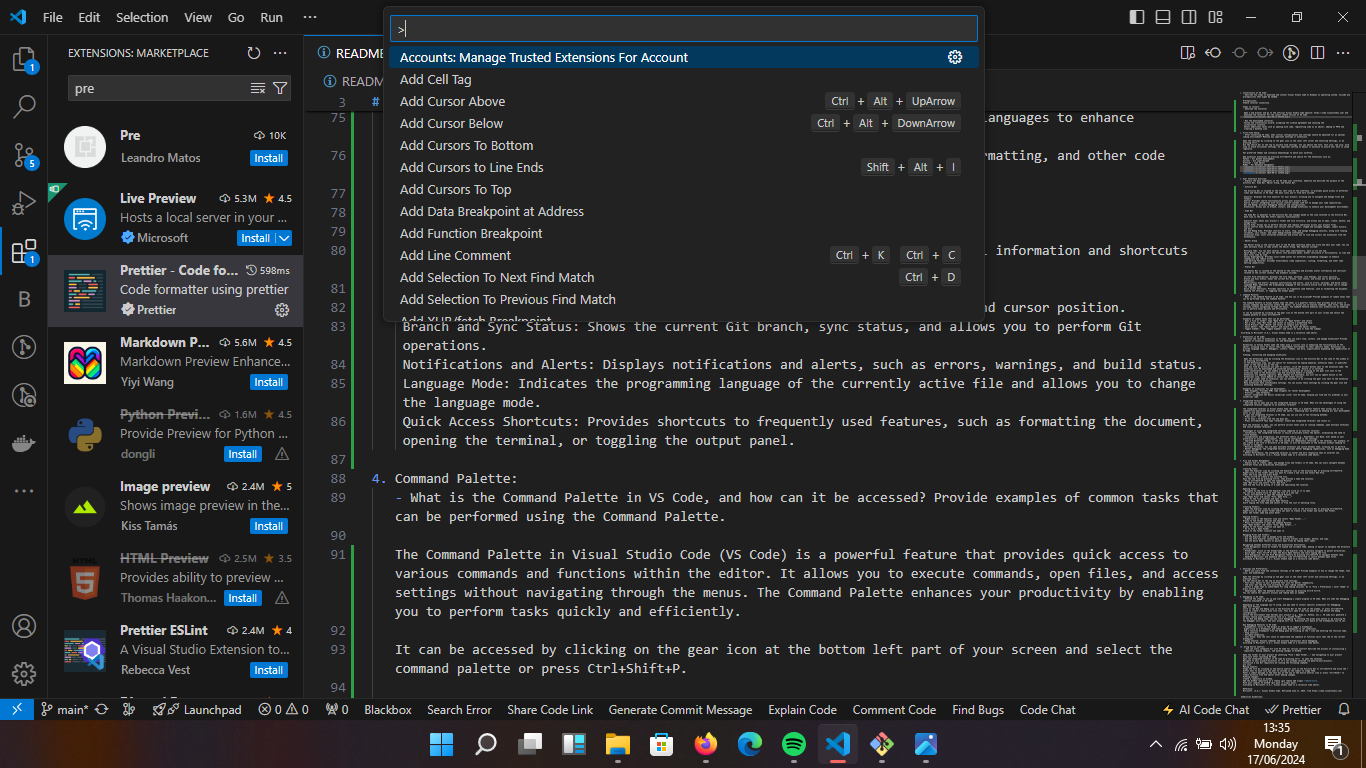 File Edit Selection View Go Run ···
>
Accounts: Manage Trusted Extensions For Account
Add Cell Tag
Add Cursor Above Ctrl + Alt + UpArrow
Add Cursor Below Ctrl + Alt + DownArrow
Add Cursors To Bottom
Add Cursors to Line Ends Shift + Alt + I
Add Cursors To Top
Add Data Breakpoint at Address
Add Function Breakpoint
Add Line Comment Ctrl + K Ctrl + C
Add Selection To Next Find Match Ctrl + D
Add Selection To Previous Find Match
EXTENSIONS: MARKETPLACE
pre
Pre 10K
Leandro Matos Install
Live Preview 5.3M 4.5
Hosts a local server in your ...
Microsoft Install
Prettier - Code fo... 598ms
Code formatter using prettier
Prettier
Markdown P... 5.6M 4.5
Markdown Preview Enhance...
Yiyi Wang Install
Python Previ... 1.6M 4.5
Provide Preview for Python ...
dongli Install
Image preview 2.4M 5
Shows image preview in the...
Kiss Tamás Install
HTML Preview 2.5M 3.5
Provides ability to preview ...
Thomas Haakon... Install
Prettier ESLint 2.4M 4
A Visual Studio Extension to...
Rebecca Vest Install
1
5
1
B
README
READM
3 #
75 anguages to enhance
76 rmatting, and other code
77
78
79
80 l information and shortcuts
81
82 nd cursor position.
83 Branch and Sync Status: Shows the current Git branch, sync status, and allows you to perform Git
operations.
84 Notifications and Alerts: Displays notifications and alerts, such as errors, warnings, and build status.
85 Language Mode: Indicates the programming language of the currently active file and allows you to change
the language mode.
86 Quick Access Shortcuts: Provides shortcuts to frequently used features, such as formatting the document,
opening the terminal, or toggling the output panel.
87
88 4. Command Palette:
89 - What is the Command Palette in VS Code, and how can it be accessed? Provide examples of common tasks that
can be performed using the Command Palette.
90
91 The Command Palette in Visual Studio Code (VS Code) is a powerful feature that provides quick access to
various commands and functions within the editor. It allows you to execute commands, open files, and access
settings without navigating through the menus. The Command Palette enhances your productivity by enabling
you to perform tasks quickly and efficiently.
92
93 It can be accessed by clicking on the gear icon at the bottom left part of your screen and select the
command palette or press Ctrl+Shift+P.
94
main* Launchpad 0 0 0 Blackbox Search Error Share Code Link Generate Commit Message Explain Code Comment Code Find Bugs Code Chat AI Code Chat Prettier
13:35
Monday
17/06/2024
1